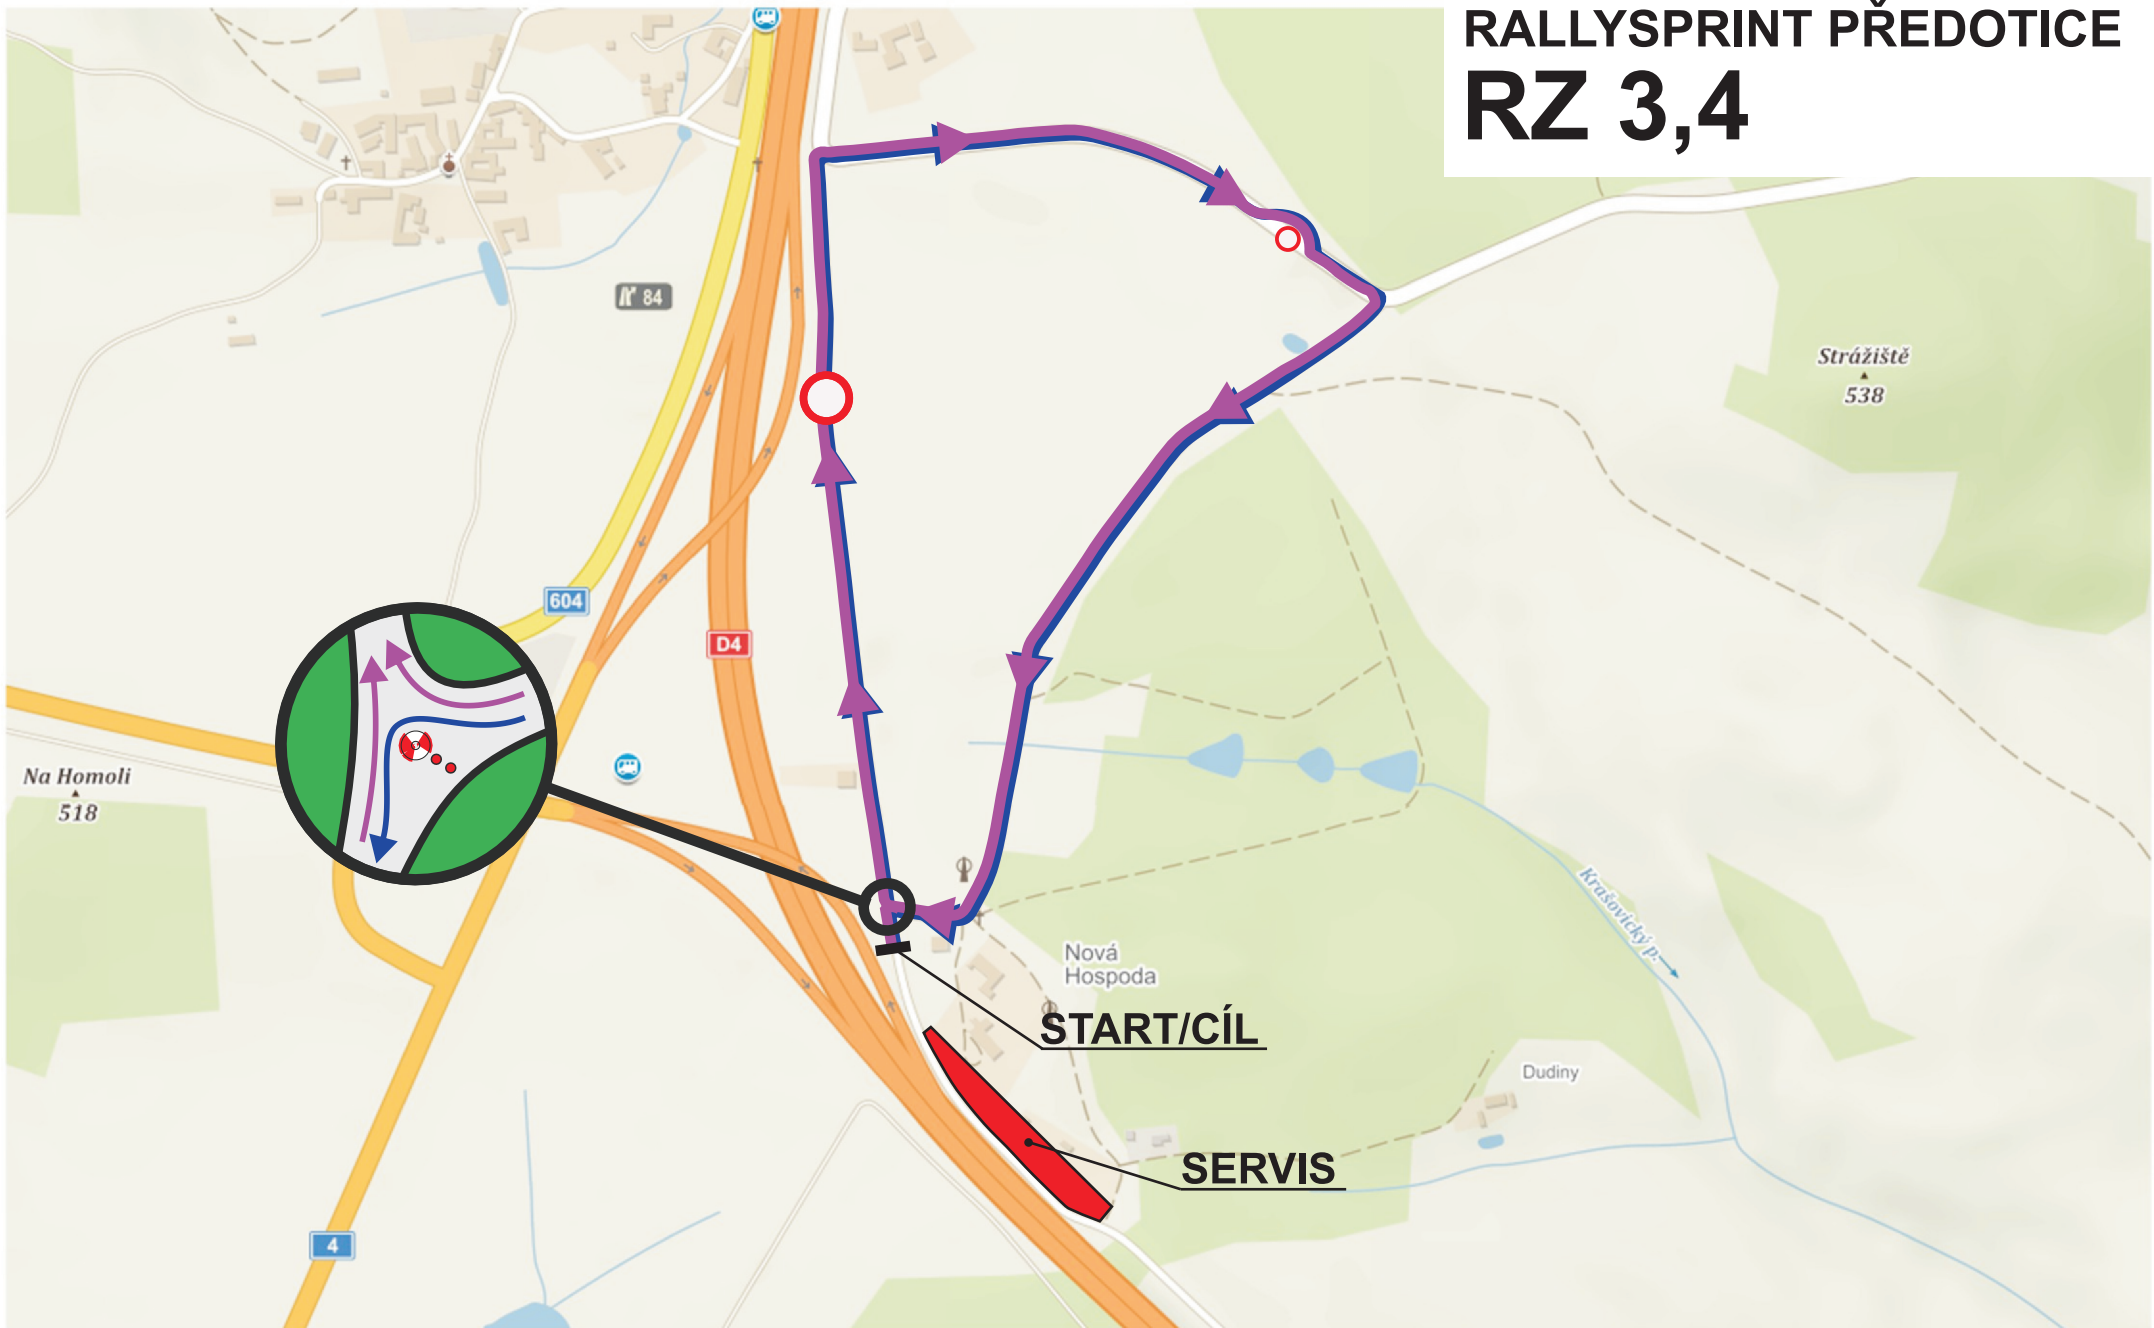 RALLYSPRINT PŘEDOTICE
RZ 3,4
84
Strážiště
538
604
D4
Na Homoli
518
Krašovický p.
Nová
Hospoda
START/CÍL
Dudiny
SERVIS
4